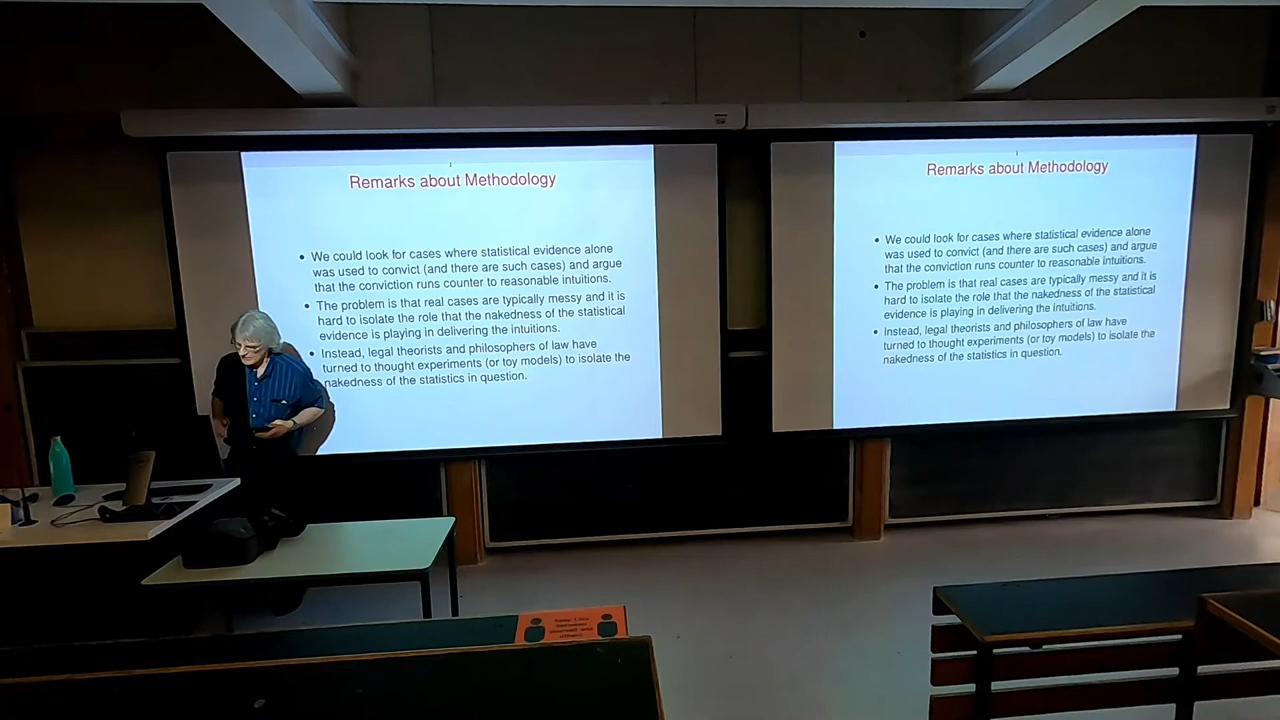 Remarks about Methodology
• We could look for cases where statistical evidence alone
was used to convict (and there are such cases) and argue
that the conviction runs counter to reasonable intuitions.
• The problem is that real cases are typically messy and it is
hard to isolate the role that the nakedness of the statistical
evidence is playing in delivering the intuitions.
• Instead, legal theorists and philosophers of law have
turned to thought experiments (or toy models) to isolate the
nakedness of the statistics in question.
Remarks about Methodology
• We could look for cases where statistical evidence alone
was used to convict (and there are such cases) and argue
that the conviction runs counter to reasonable intuitions.
• The problem is that real cases are typically messy and it is
hard to isolate the role that the nakedness of the statistical
evidence is playing in delivering the intuitions.
• Instead, legal theorists and philosophers of law have
turned to thought experiments (or toy models) to isolate the
nakedness of the statistics in question.
between
yourself and
others